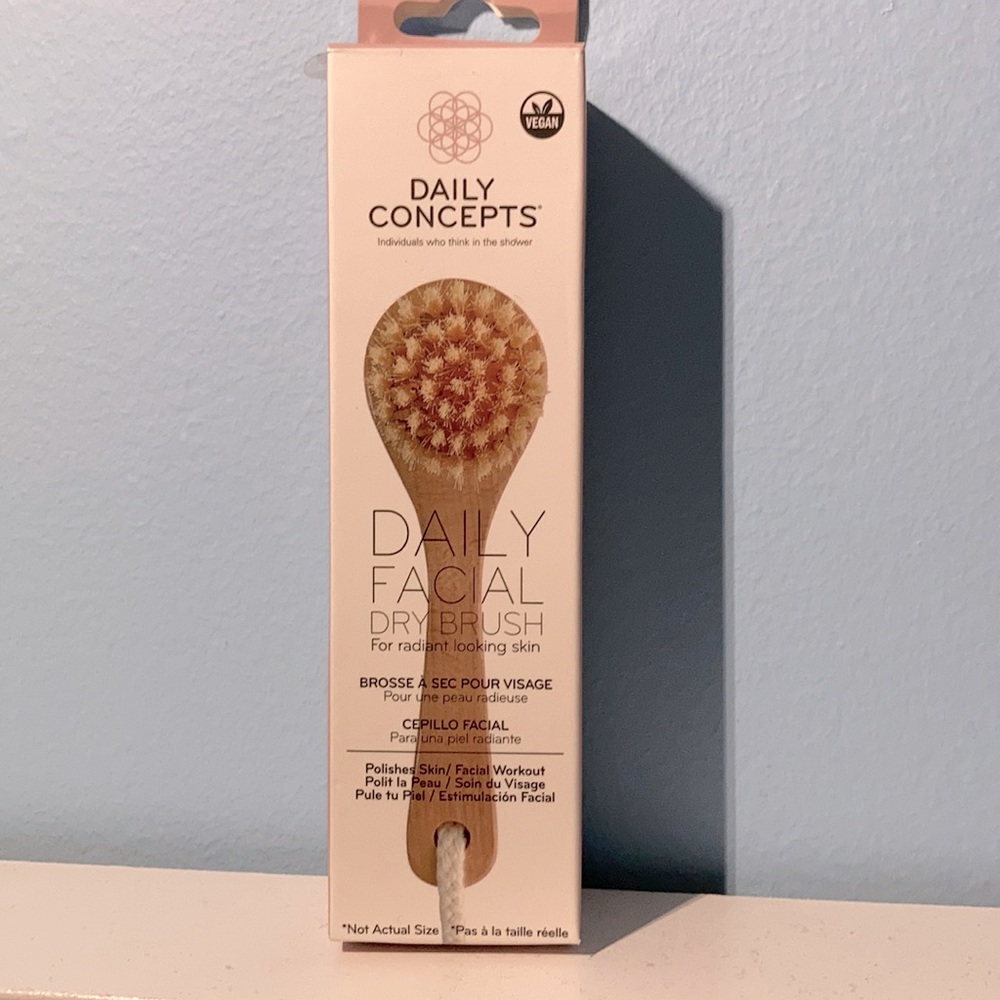 VEGAN
DAILY
CONCEPTS®
Individuals who think in the shower
DAILY
FACIAL
DRY BRUSH
For radiant looking skin
BROSSE À SEC POUR VISAGE
Pour une peau radieuse
CEPILLO FACIAL
Para una piel radiante
Polishes Skin/ Facial Workout
Polit la Peau / Soin du Visage
Pule tu Piel / Estimulación Facial
*Not Actual Size *Pas à la taille réelle